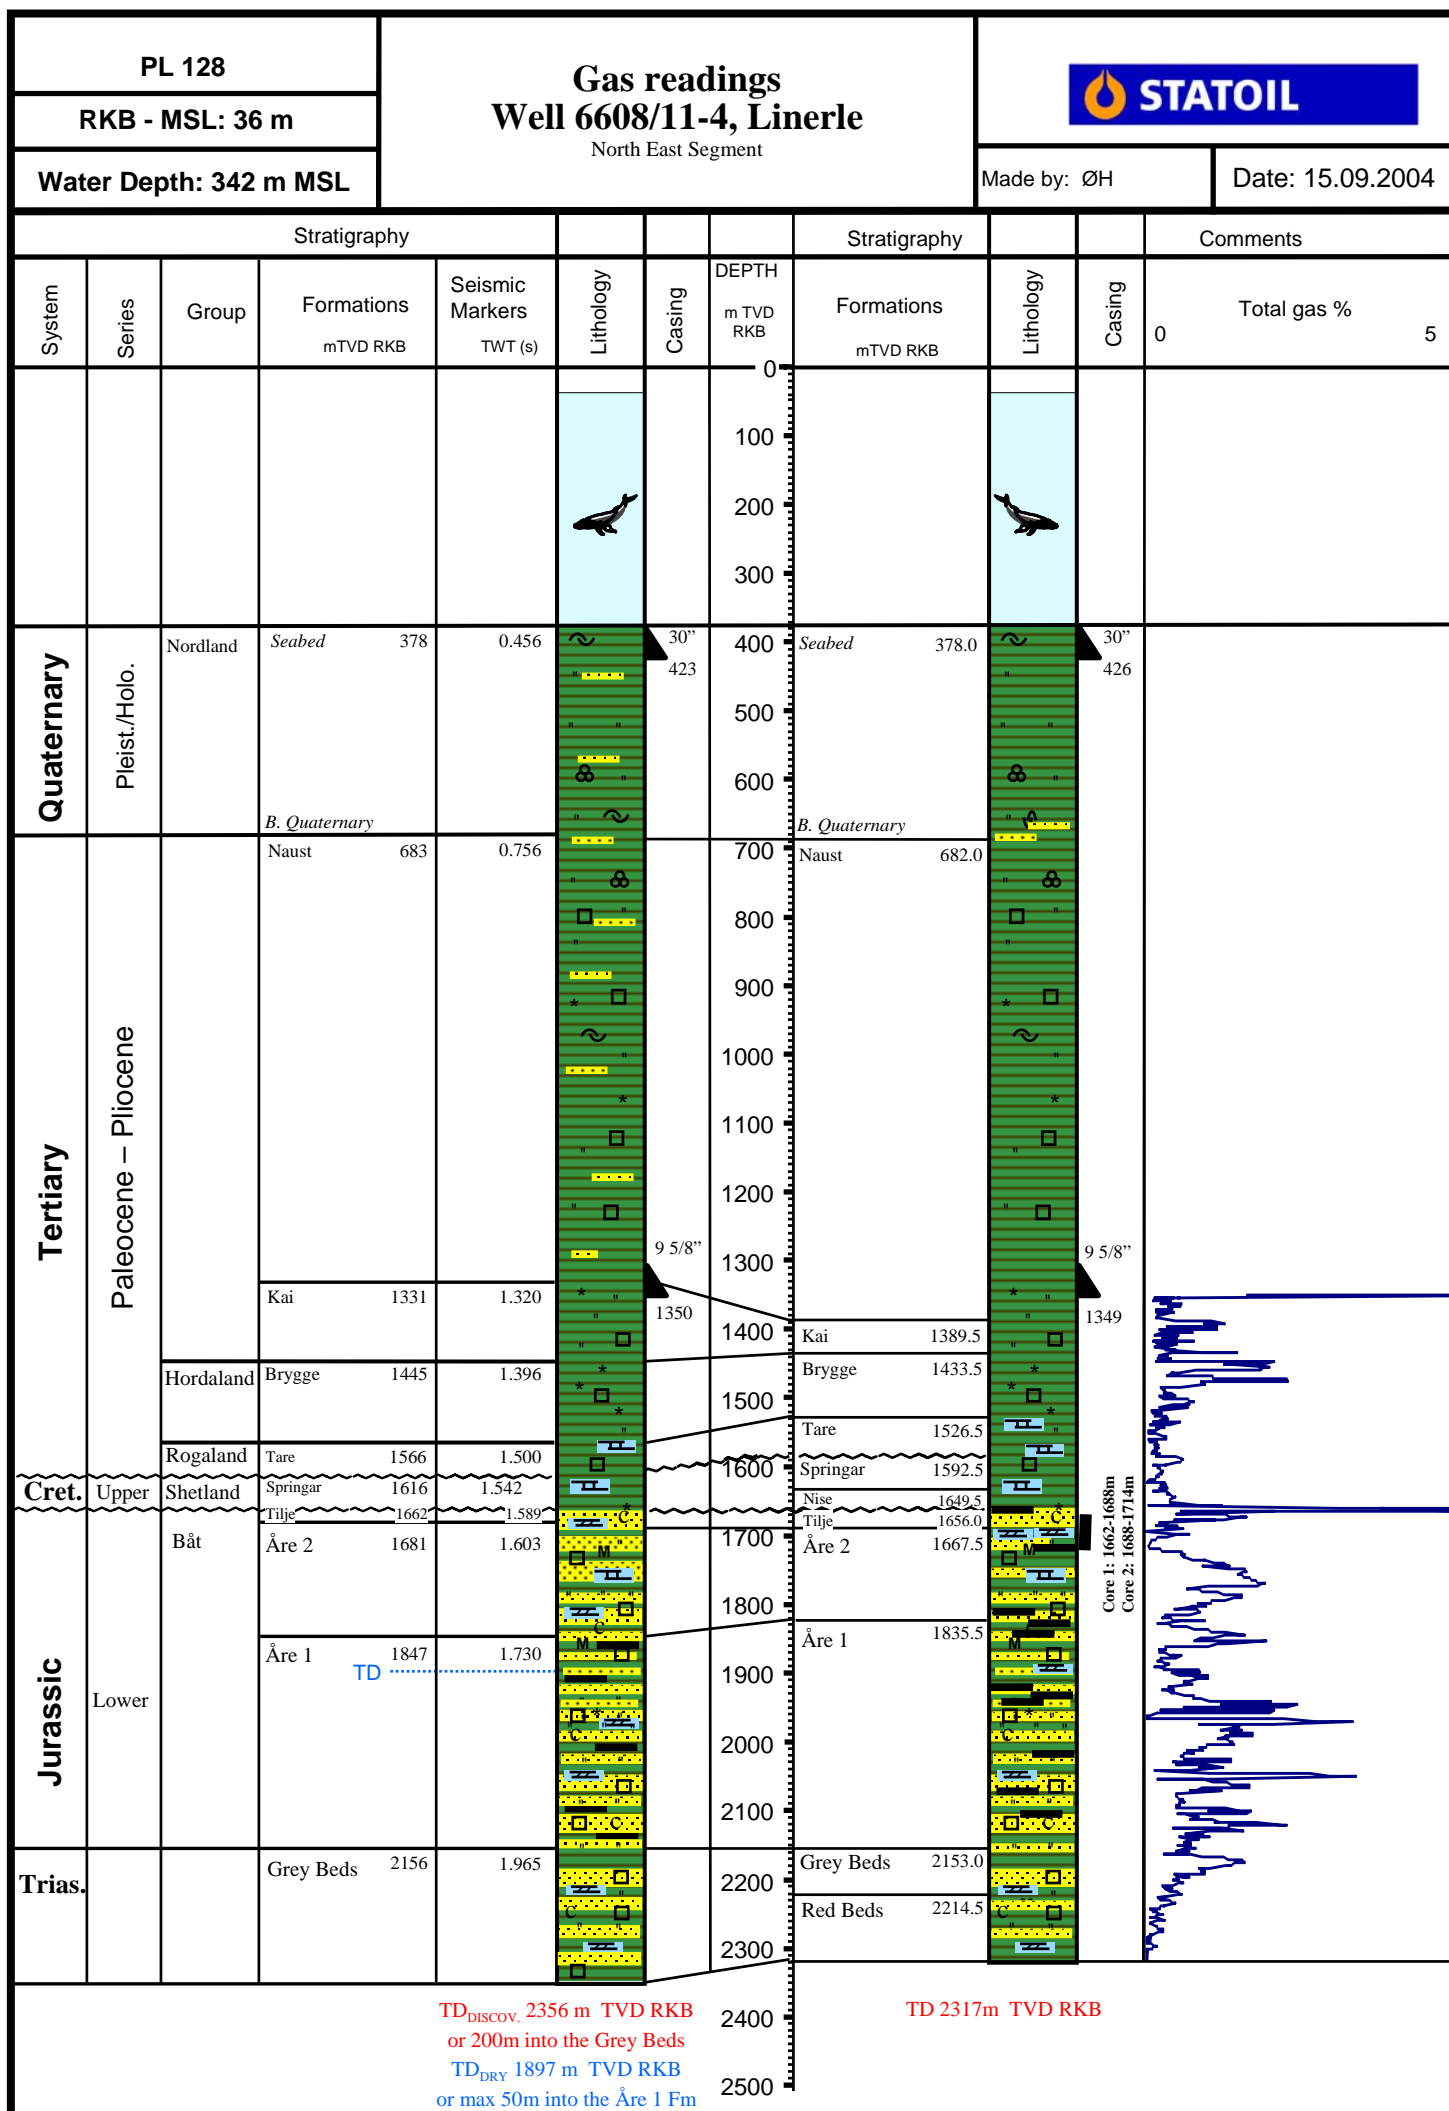 PL 128
RKB - MSL: 36 m
Water Depth: 342 m MSL
Gas readings
Well 6608/11-4, Linerle
North East Segment
STATOIL
Made by: ØH
Date: 15.09.2004
Stratigraphy
Stratigraphy
Comments
System
Series
Group
Formations
mTVD RKB
Seismic
Markers
TWT (s)
Lithology
Casing
DEPTH
m TVD
RKB
Formations
mTVD RKB
Lithology
Casing
Total gas %
0 5
0
100
200
300
400
500
600
700
800
900
1000
1100
1200
1300
1400
1500
1600
1700
1800
1900
2000
2100
2200
2300
2400
2500
Quaternary
Pleist./Holo.
Nordland
Seabed 378 0.456
B. Quaternary
Naust 683 0.756
Tertiary
Paleocene – Pliocene
Kai 1331 1.320
Hordaland Brygge 1445 1.396
Rogaland Tare 1566 1.500
Cret. Upper Shetland Springar 1616 1.542
Tilje 1662 1.589
Båt Åre 2 1681 1.603
Åre 1 1847 1.730
TD
Jurassic
Lower
Trias.
Grey Beds 2156 1.965
30”
423
9 5/8”
1350
Seabed 378.0
B. Quaternary
Naust 682.0
Kai 1389.5
Brygge 1433.5
Tare 1526.5
Springar 1592.5
Nise 1649.5
Tilje 1656.0
Åre 2 1667.5
Åre 1 1835.5
Grey Beds 2153.0
Red Beds 2214.5
30”
426
9 5/8”
1349
Core 1: 1662-1688m
Core 2: 1688-1714m
C
M
C
M
C
C
C
C
M
M
C
C
C
TD DISCOV. 2356 m TVD RKB
or 200m into the Grey Beds
TD DRY 1897 m TVD RKB
or max 50m into the Åre 1 Fm
TD 2317m TVD RKB